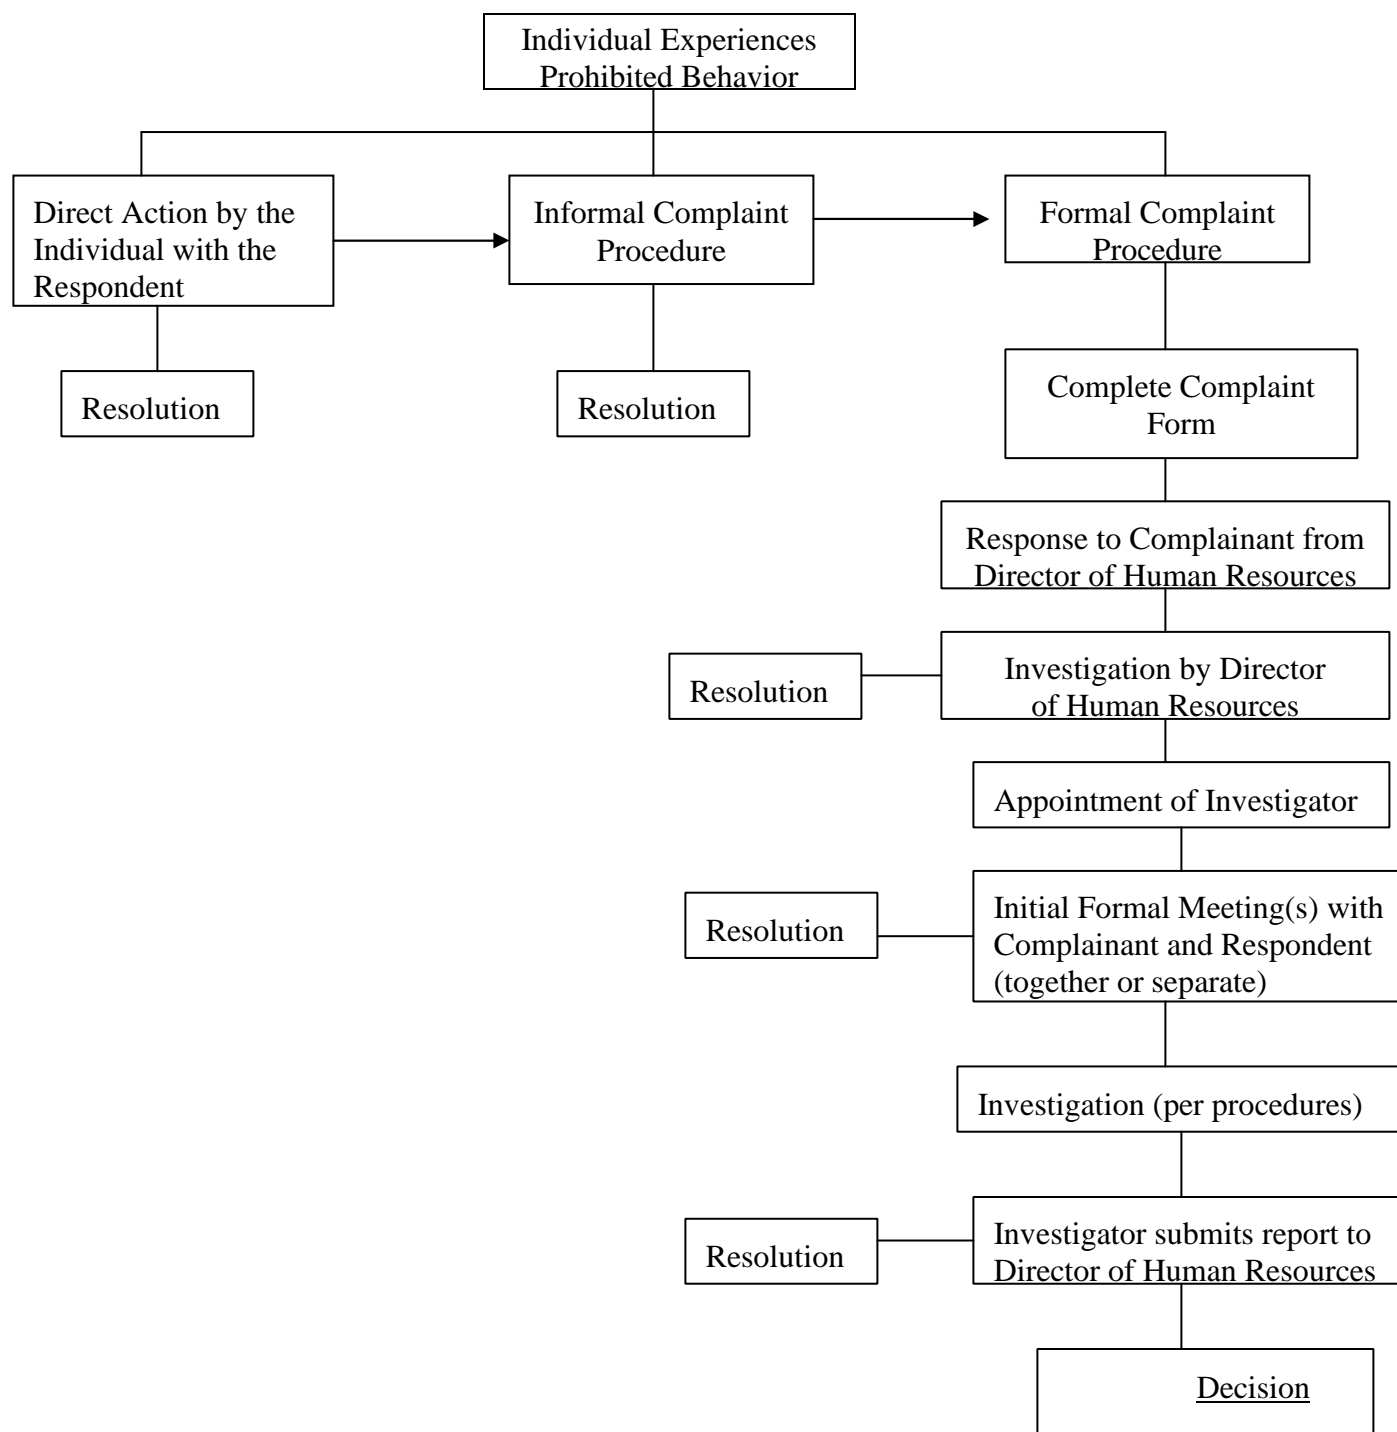 Individual Experiences
Prohibited Behavior
Direct Action by the
Individual with the
Respondent
Informal Complaint
Procedure
Formal Complaint
Procedure
Resolution
Resolution
Complete Complaint
Form
Response to Complainant from
Director of Human Resources
Resolution
Investigation by Director
of Human Resources
Appointment of Investigator
Resolution
Initial Formal Meeting(s) with
Complainant and Respondent
(together or separate)
Investigation (per procedures)
Resolution
Investigator submits report to
Director of Human Resources
Decision